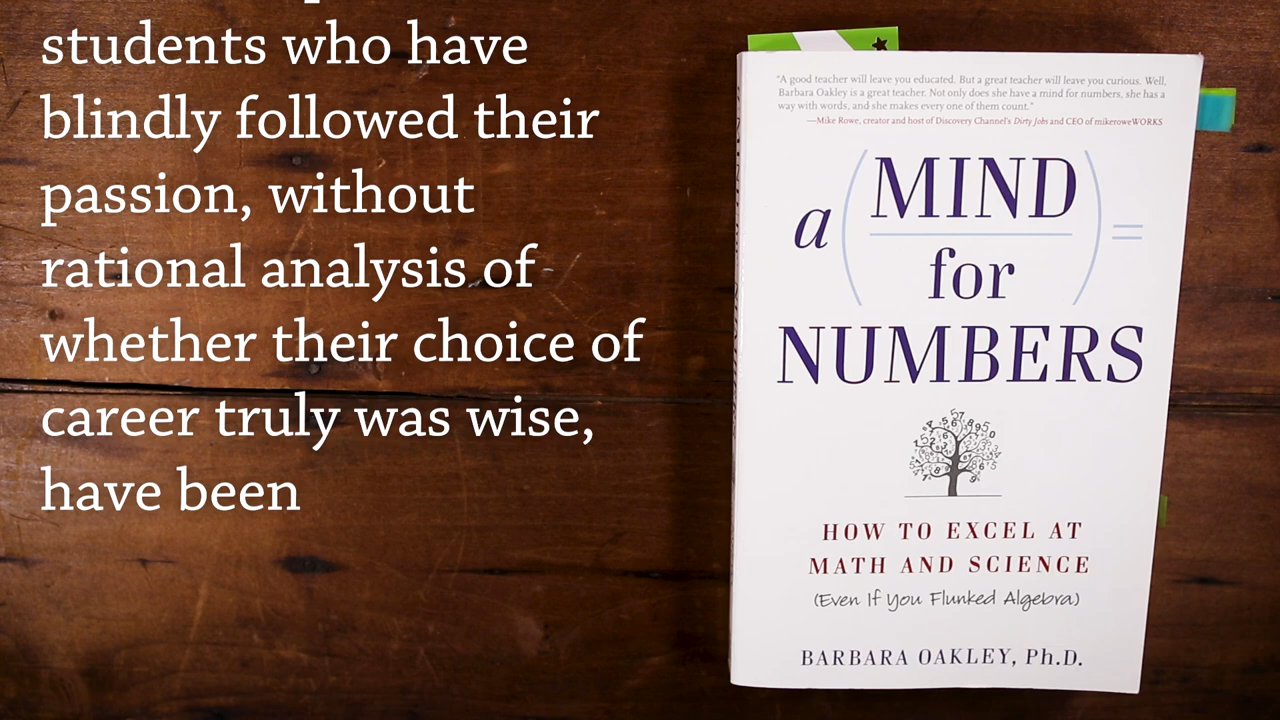 students who have
blindly followed their
passion, without
rational analysis of
whether their choice of
career truly was wise,
have been
"A good teacher will leave you educated. But a great teacher will leave you curious. Well,
Barbara Oakley is a great teacher. Not only does she have a mind for numbers, she has a
way with words, and she makes every one of them count."
—Mike Rowe, creator and host of Discovery Channel's Dirty Jobs and CEO of mikeroweWORKS
a (MIND) =
for
NUMBERS
HOW TO EXCEL AT
MATH AND SCIENCE
(Even If You Flunked Algebra)
BARBARA OAKLEY, Ph.D.